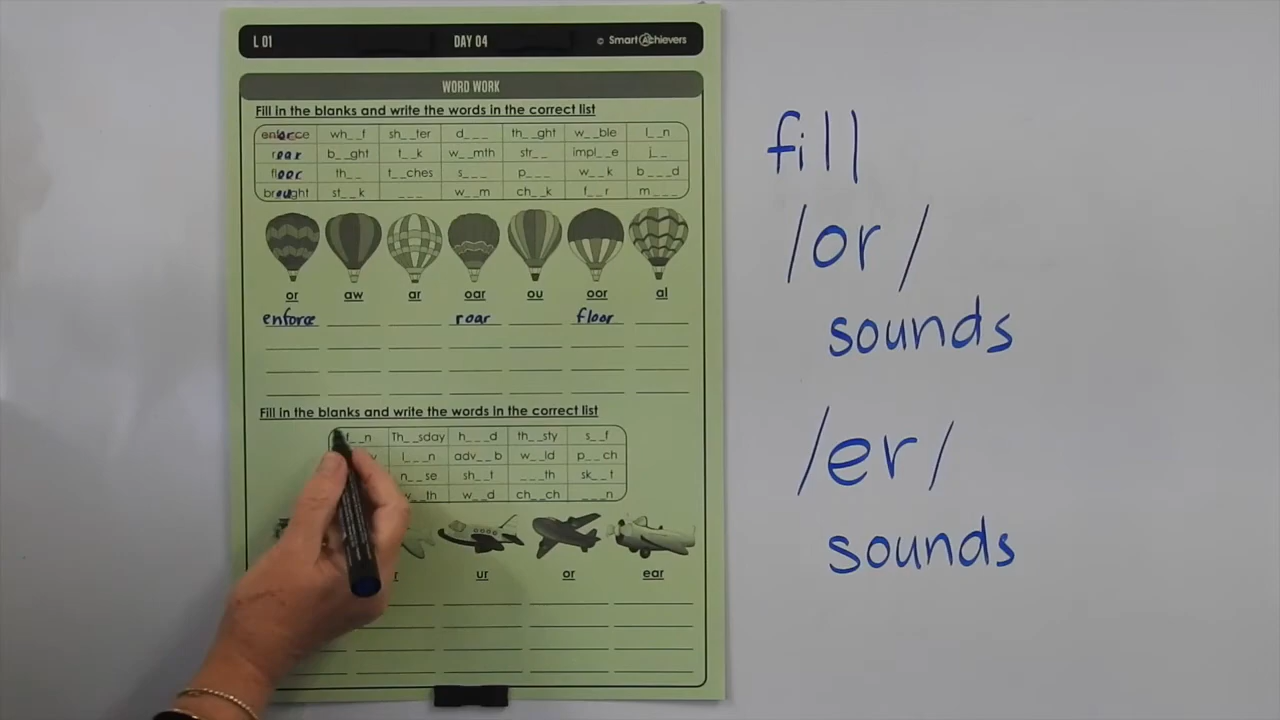 L 01 DAY 04 © SmartAchievers
WORD WORK
Fill in the blanks and write the words in the correct list
enforce wh_ _f sh_ _ter d_ _ _ th_ _ght w_ _ble l_ _n
roar b_ _ght t_ _k w_ _mth str_ _ impl_ _e j_ _
floor th_ _ t_ _ches s_ _ _ p_ _ _ w_ _k b_ _ _d
brought st_ _k _ _ _ w_ _m ch_ _k f_ _r m_ _ _
or aw ar oar ou oor al
enforce roar floor
Fill in the blanks and write the words in the correct list
_ _n Th_ _sday h_ _ _d th_ _sty s_ _f
l_ _ _n adv_ _b w_ _ld p_ _ch
n_ _se sh_ _t _ _ _th sk_ _t
w_ _th w_ _d ch_ _ch _ _ _n
ur or ear
fill
/or/
sounds
/er/
sounds